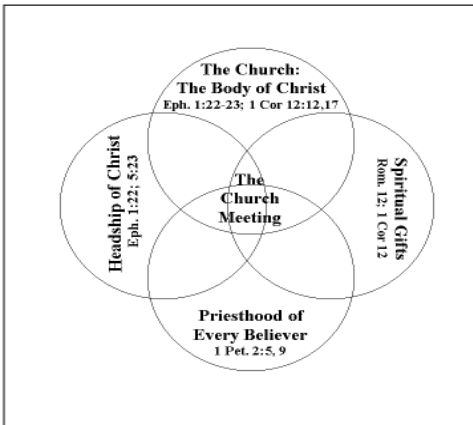 The Church:
The Body of Christ
Eph. 1:22-23; 1 Cor 12:12,17
Headship of Christ
Eph. 1:22; 5:23
The
Church
Meeting
Spiritual Gifts
Rom. 12; 1 Cor 12
Priesthood of
Every Believer
1 Pet. 2:5, 9